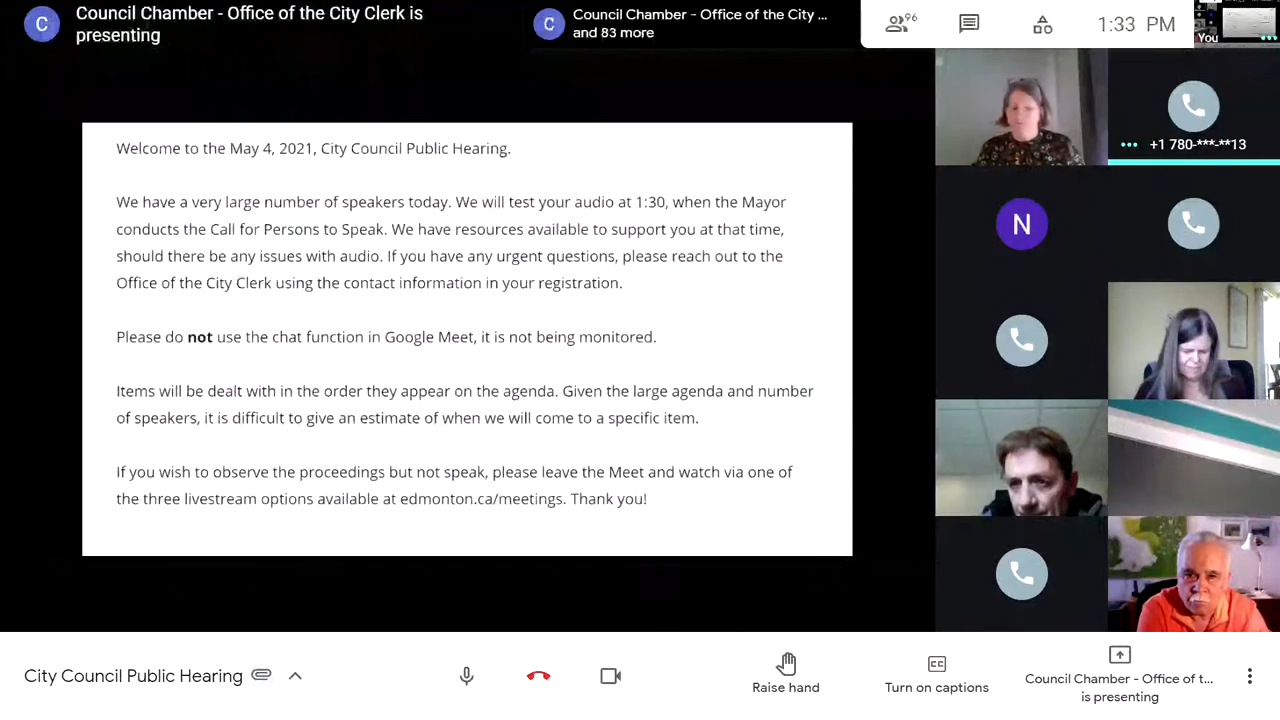 Council Chamber - Office of the City Clerk is
presenting
C
C
Council Chamber - Office of the City ...
and 83 more
96
1:33 PM
You
Welcome to the May 4, 2021, City Council Public Hearing.
We have a very large number of speakers today. We will test your audio at 1:30, when the Mayor
conducts the Call for Persons to Speak. We have resources available to support you at that time,
should there be any issues with audio. If you have any urgent questions, please reach out to the
Office of the City Clerk using the contact information in your registration.
Please do not use the chat function in Google Meet, it is not being monitored.
Items will be dealt with in the order they appear on the agenda. Given the large agenda and number
of speakers, it is difficult to give an estimate of when we will come to a specific item.
If you wish to observe the proceedings but not speak, please leave the Meet and watch via one of
the three livestream options available at edmonton.ca/meetings. Thank you!
+1 780-***-**13
N
City Council Public Hearing
Raise hand
CC
Turn on captions
Council Chamber - Office of t...
is presenting